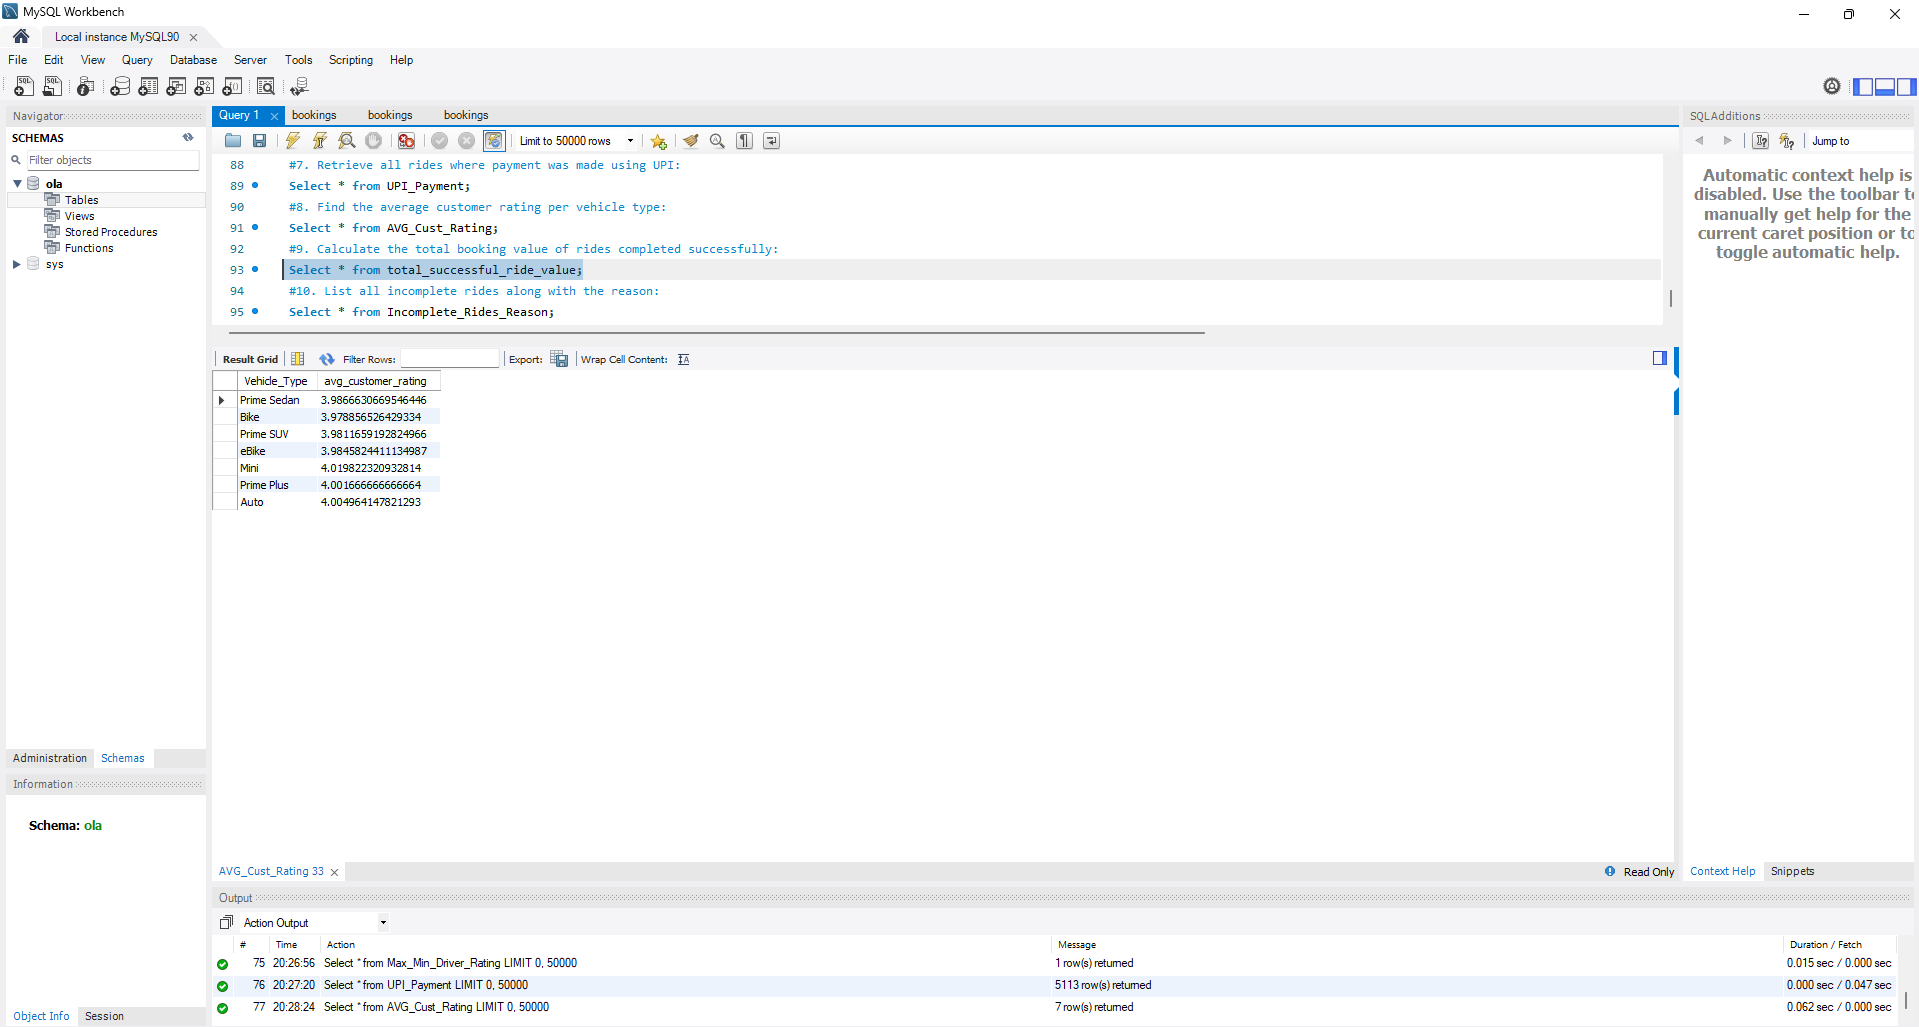 MySQL Workbench
Local instance MySQL90
File Edit View Query Database Server Tools Scripting Help
Navigator
SCHEMAS
Filter objects
ola
Tables
Views
Stored Procedures
Functions
sys
Administration Schemas
Information
Schema: ola
Object Info Session
Query 1 bookings bookings bookings
Limit to 50000 rows
88 #7. Retrieve all rides where payment was made using UPI:
89 Select * from UPI_Payment;
90 #8. Find the average customer rating per vehicle type:
91 Select * from AVG_Cust_Rating;
92 #9. Calculate the total booking value of rides completed successfully:
93 Select * from total_successful_ride_value;
94 #10. List all incomplete rides along with the reason:
95 Select * from Incomplete_Rides_Reason;
Result Grid Filter Rows: Export: Wrap Cell Content:
Vehicle_Type avg_customer_rating
Prime Sedan 3.9866630669546446
Bike 3.978856526429334
Prime SUV 3.9811659192824966
eBike 3.9845824411134987
Mini 4.019822320932814
Prime Plus 4.001666666666664
Auto 4.004964147821293
AVG_Cust_Rating 33 Read Only
Output
Action Output
# Time Action Message Duration / Fetch
75 20:26:56 Select * from Max_Min_Driver_Rating LIMIT 0, 50000 1 row(s) returned 0.015 sec / 0.000 sec
76 20:27:20 Select * from UPI_Payment LIMIT 0, 50000 5113 row(s) returned 0.000 sec / 0.047 sec
77 20:28:24 Select * from AVG_Cust_Rating LIMIT 0, 50000 7 row(s) returned 0.062 sec / 0.000 sec
SQLAdditions
Jump to
Automatic context help is
disabled. Use the toolbar to
manually get help for the
current caret position or to
toggle automatic help.
Context Help Snippets